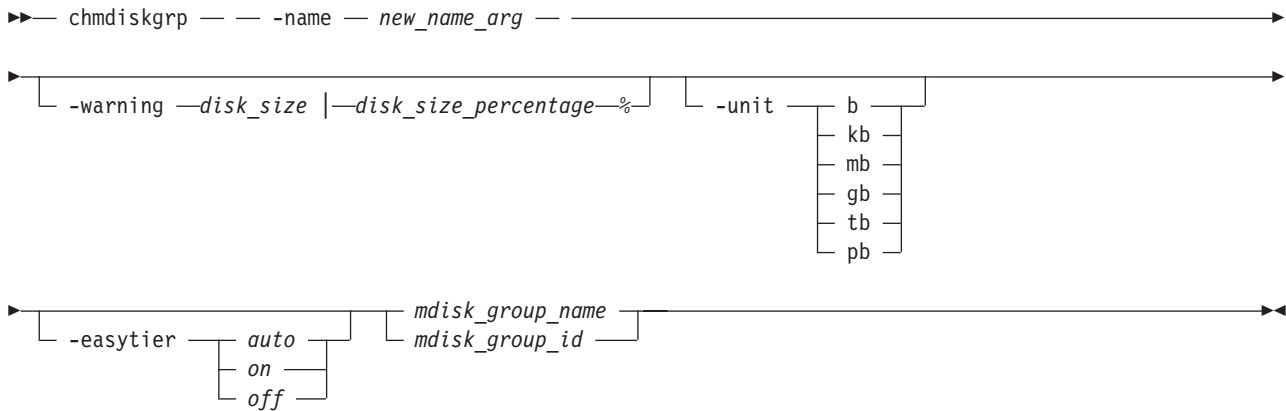 chmdiskgrp -name new_name_arg
-warning disk_size | disk_size_percentage % -unit b
kb
mb
gb
tb
pb
-easytier auto mdisk_group_name
on mdisk_group_id
off